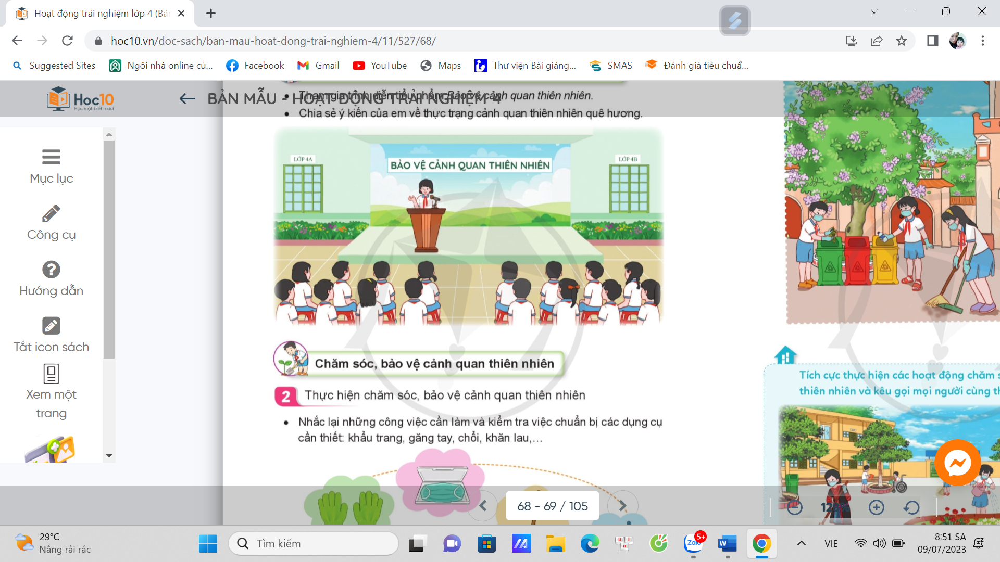 Hoạt động trải nghiệm lớp 4 (Bản
hoc10.vn/doc-sach/ban-mau-hoat-dong-trai-nghiem-4/11/527/68/
Suggested Sites
Ngôi nhà online củ...
Facebook
Gmail
YouTube
Maps
Thư viện Bài giảng...
SMAS
Đánh giá tiêu chuẩ...
Hoc10
Học một biết mười
BẢN MẪU - HOẠT ĐỘNG TRẢI NGHIỆM 4
Tham gia trình diễn tiểu phẩm Bảo vệ cảnh quan thiên nhiên.
Chia sẻ ý kiến của em về thực trạng cảnh quan thiên nhiên quê hương.
Mục lục
Công cụ
Hướng dẫn
Tắt icon sách
Xem một
trang
LỚP 4A
BẢO VỆ CẢNH QUAN THIÊN NHIÊN
LỚP 4B
Chăm sóc, bảo vệ cảnh quan thiên nhiên
2 Thực hiện chăm sóc, bảo vệ cảnh quan thiên nhiên
Nhắc lại những công việc cần làm và kiểm tra việc chuẩn bị các dụng cụ
cần thiết: khẩu trang, găng tay, chổi, khăn lau,...
Tích cực thực hiện các hoạt động chăm
thiên nhiên và kêu gọi mọi người cùng
68 - 69 / 105
29°C
Nắng rải rác
Tìm kiếm
Zalo
5+
VIE
8:51 SA
09/07/2023